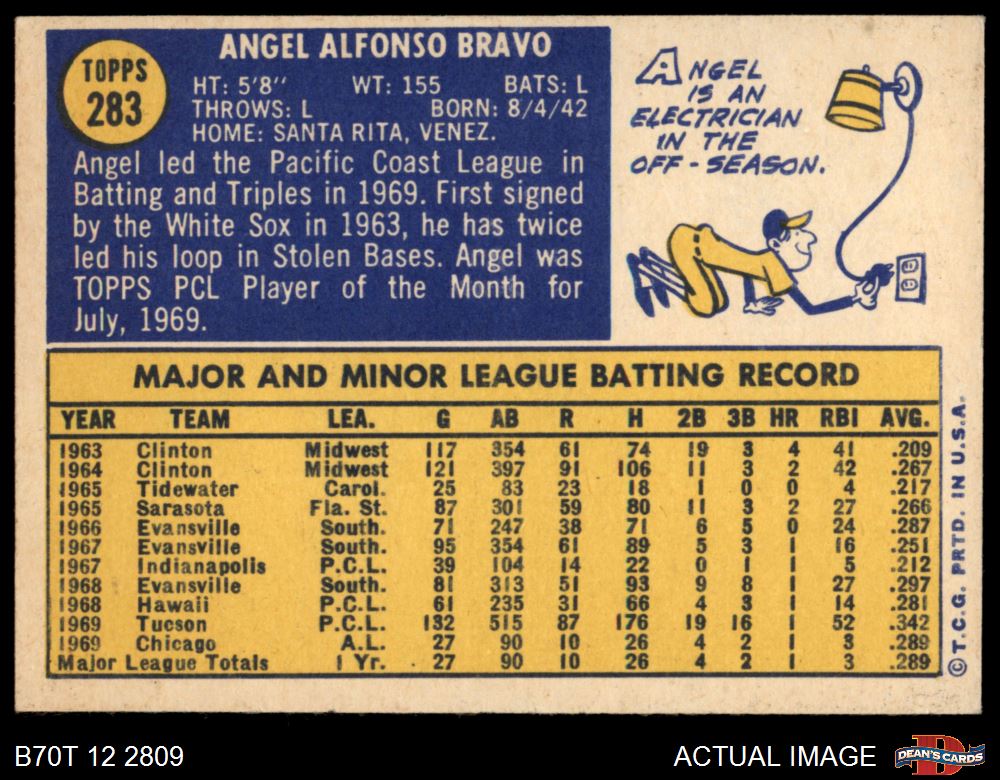 TOPPS
283
ANGEL ALFONSO BRAVO
HT: 5'8" WT: 155 BATS: L
THROWS: L BORN: 8/4/42
HOME: SANTA RITA, VENEZ.
Angel led the Pacific Coast League in
Batting and Triples in 1969. First signed
by the White Sox in 1963, he has twice
led his loop in Stolen Bases. Angel was
TOPPS PCL Player of the Month for
July, 1969.
ANGEL
IS AN
ELECTRICIAN
IN THE
OFF-SEASON.
MAJOR AND MINOR LEAGUE BATTING RECORD
YEAR TEAM LEA. G AB R H 2B 3B HR RBI AVG.
1963 Clinton Midwest 117 354 61 74 19 3 4 41 .209
1964 Clinton Midwest 121 397 91 106 11 3 2 42 .267
1965 Tidewater Carol. 25 83 23 18 1 0 0 4 .217
1965 Sarasota Fla. St. 87 301 59 80 11 3 2 27 .266
1966 Evansville South. 71 247 38 71 6 5 0 24 .287
1967 Evansville South. 95 354 61 89 5 3 1 16 .251
1967 Indianapolis P.C.L. 39 104 14 22 0 1 1 5 .212
1968 Evansville South. 81 313 51 93 9 8 1 27 .297
1968 Hawaii P.C.L. 61 235 31 66 4 3 1 14 .281
1969 Tucson P.C.L. 132 515 87 176 19 16 1 52 .342
1969 Chicago A.L. 27 90 10 26 4 2 1 3 .289
Major League Totals 1 Yr. 27 90 10 26 4 2 1 3 .289
©T.C.G. PRTD. IN U.S.A.
B70T 12 2809
ACTUAL IMAGE
D
DEAN'S CARDS